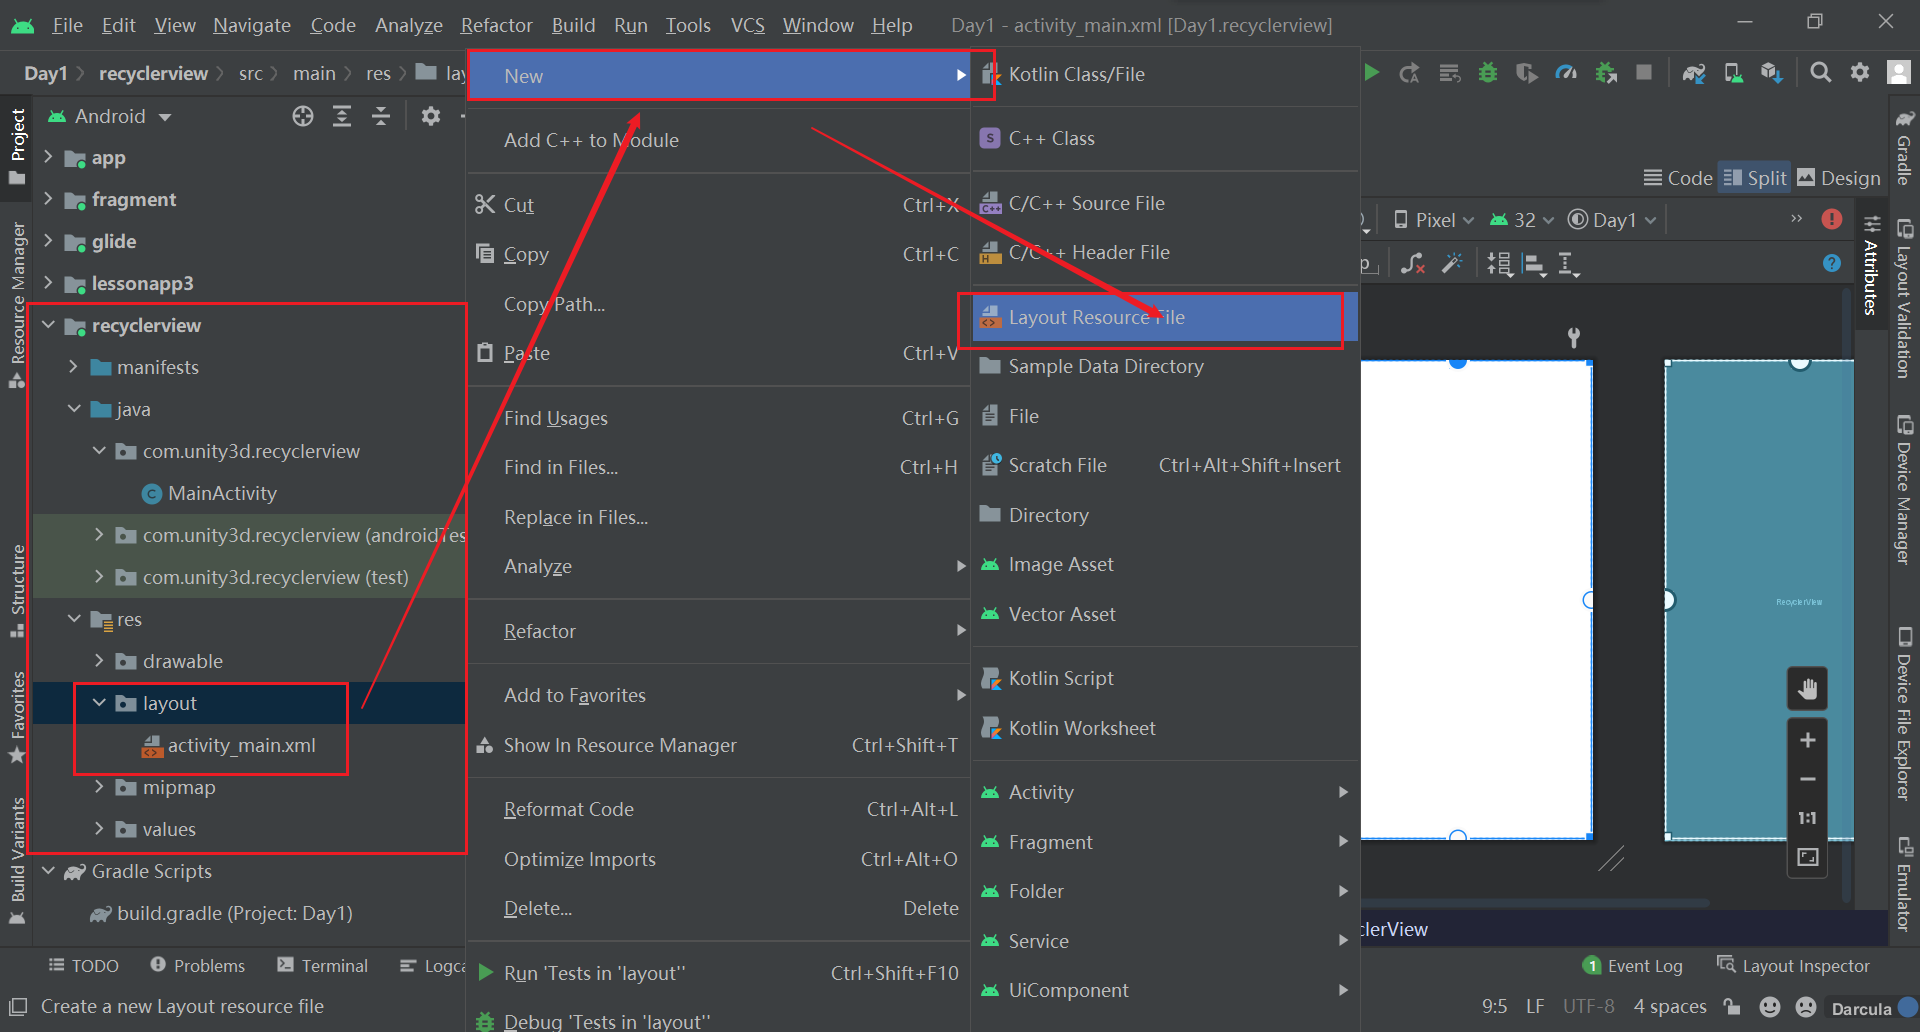 File Edit View Navigate Code Analyze Refactor Build Run Tools VCS Window Help Day1 - activity_main.xml [Day1.recyclerview]
Day1 recyclerview src main res
Android
app
fragment
glide
lessonapp3
recyclerview
manifests
java
com.unity3d.recyclerview
MainActivity
com.unity3d.recyclerview (androidTes
com.unity3d.recyclerview (test)
res
drawable
layout
activity_main.xml
mipmap
values
Gradle Scripts
build.gradle (Project: Day1)
Project
Resource Manager
Structure
Favorites
Build Variants
New
Add C++ to Module
Cut Ctrl+X
Copy Ctrl+C
Copy Path...
Paste Ctrl+V
Find Usages Ctrl+G
Find in Files... Ctrl+H
Replace in Files...
Analyze
Refactor
Add to Favorites
Show In Resource Manager Ctrl+Shift+T
Reformat Code Ctrl+Alt+L
Optimize Imports Ctrl+Alt+O
Delete... Delete
Run 'Tests in 'layout'' Ctrl+Shift+F10
Debug 'Tests in 'layout''
Kotlin Class/File
C++ Class
C/C++ Source File
C/C++ Header File
Layout Resource File
Sample Data Directory
File
Scratch File Ctrl+Alt+Shift+Insert
Directory
Image Asset
Vector Asset
Kotlin Script
Kotlin Worksheet
Activity
Fragment
Folder
Service
UiComponent
Code Split Design
Pixel 32 Day1
RecyclerView
1:1
clerView
Gradle
Attributes
Layout Validation
Device Manager
Device File Explorer
Emulator
TODO Problems Terminal Logca
1 Event Log Layout Inspector
Create a new Layout resource file
9:5 LF UTF-8 4 spaces Darcula